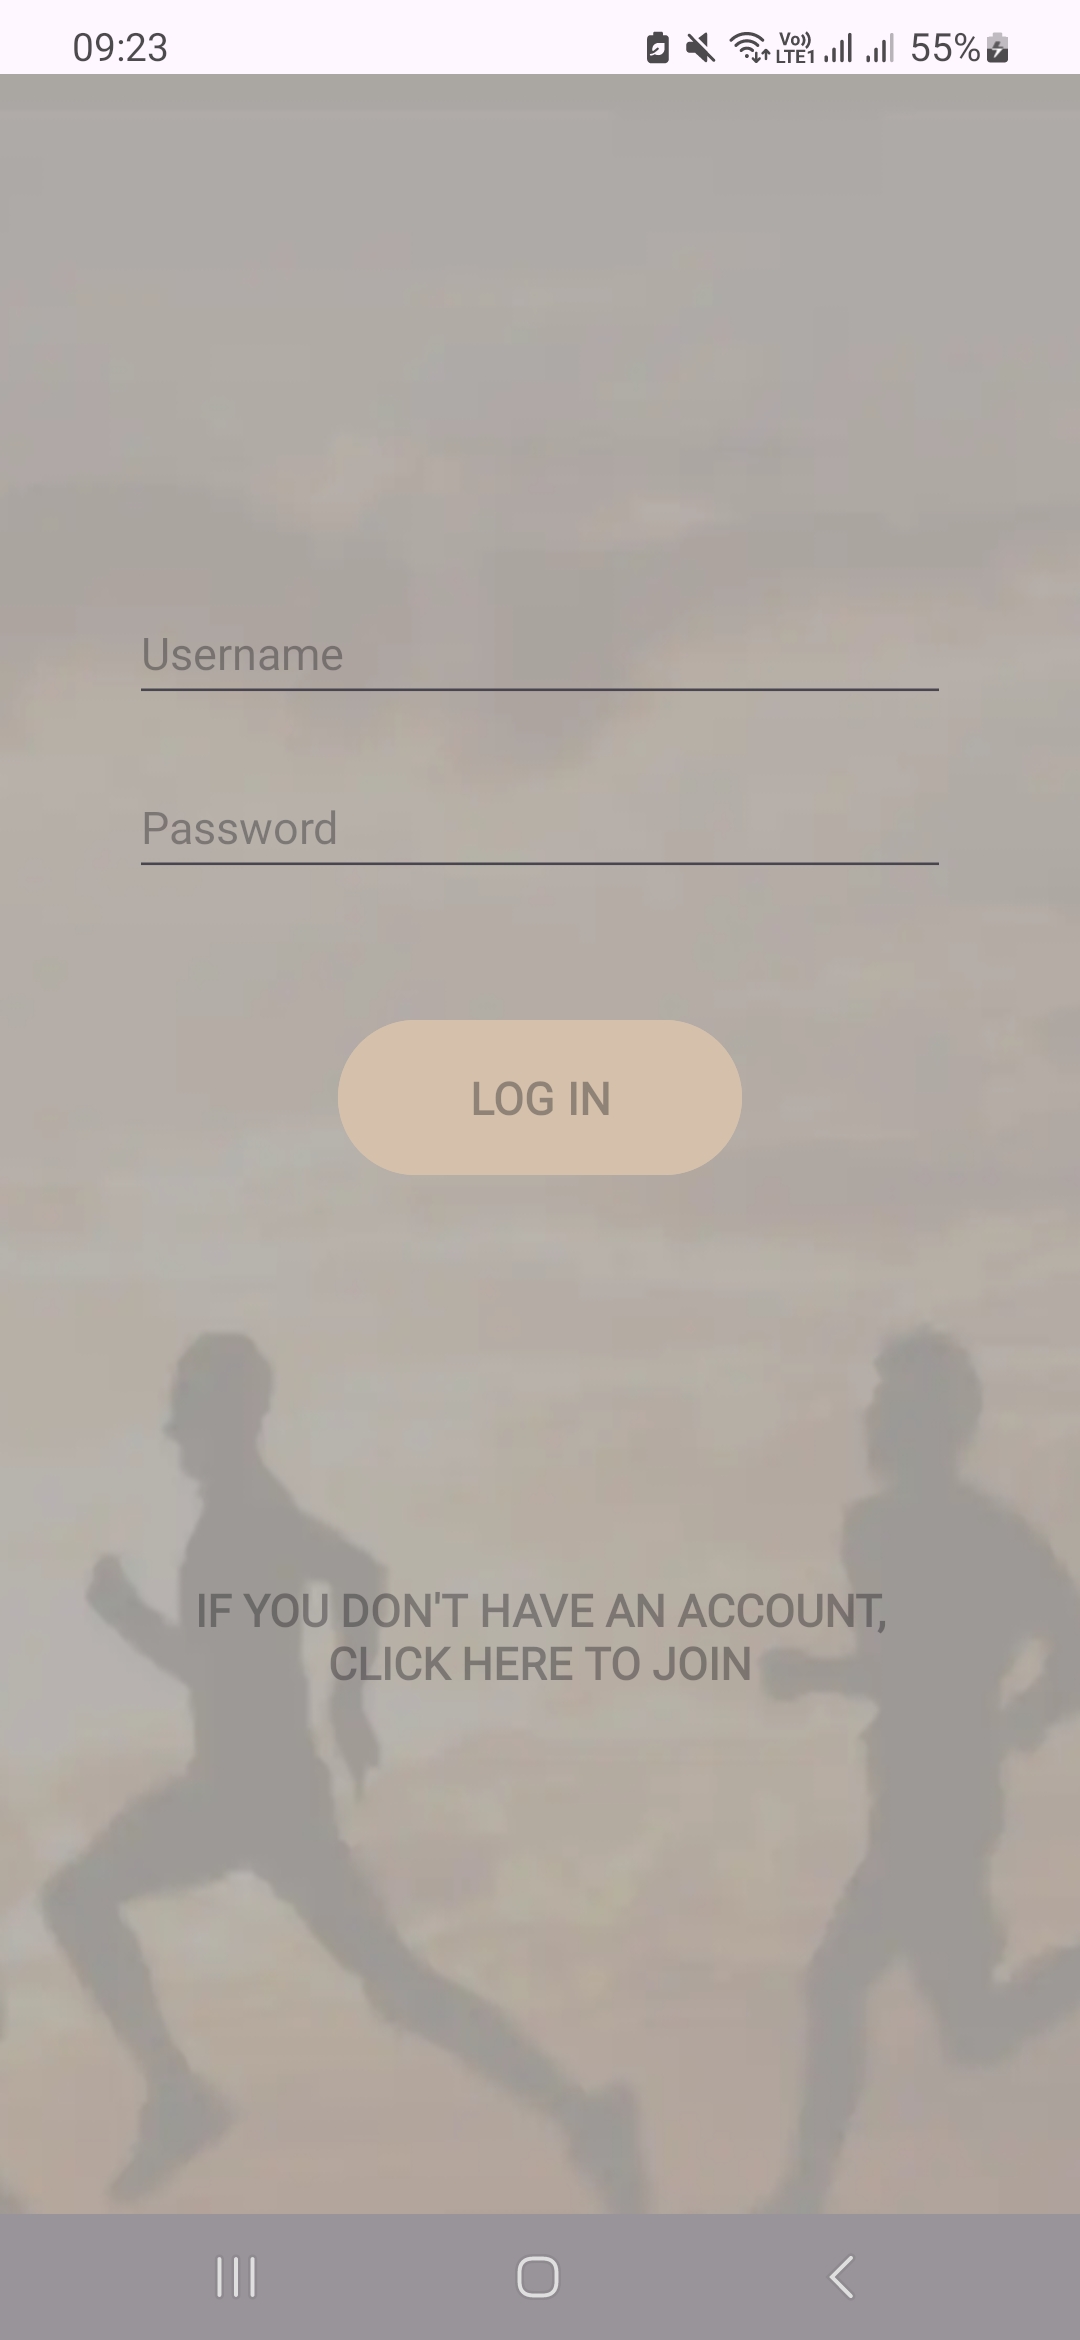 09:23 Vo)) LTE1 55%
Username
Password
LOG IN
IF YOU DON'T HAVE AN ACCOUNT,
CLICK HERE TO JOIN